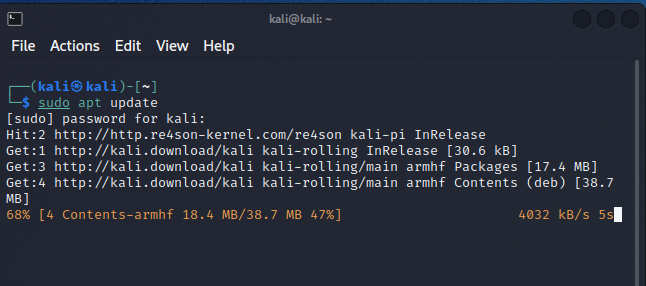 kali@kali: ~
File Actions Edit View Help
┌──(kali㉿kali)-[~]
└─$ sudo apt update
[sudo] password for kali:
Hit:2 http://http.re4son-kernel.com/re4son kali-pi InRelease
Get:1 http://kali.download/kali kali-rolling InRelease [30.6 kB]
Get:3 http://kali.download/kali kali-rolling/main armhf Packages [17.4 MB]
Get:4 http://kali.download/kali kali-rolling/main armhf Contents (deb) [38.7
MB]
68% [4 Contents-armhf 18.4 MB/38.7 MB 47%] 4032 kB/s 5s